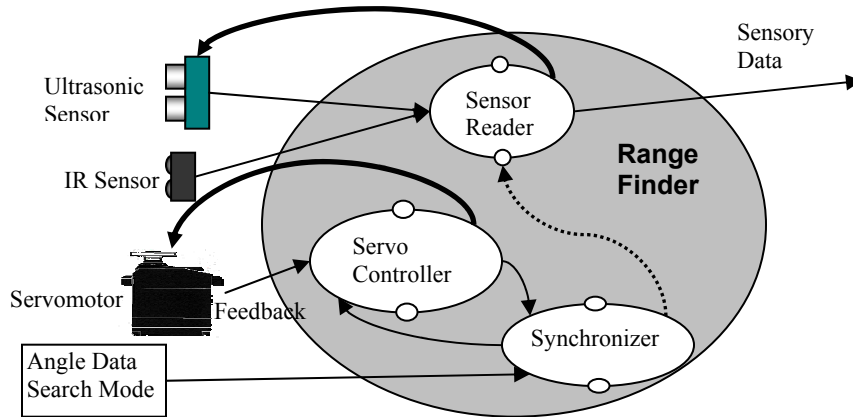 Sensory
Data
Ultrasonic
Sensor
Sensor
Reader
Range
Finder
IR Sensor
Servo
Controller
Servomotor
Feedback
Synchronizer
Angle Data
Search Mode